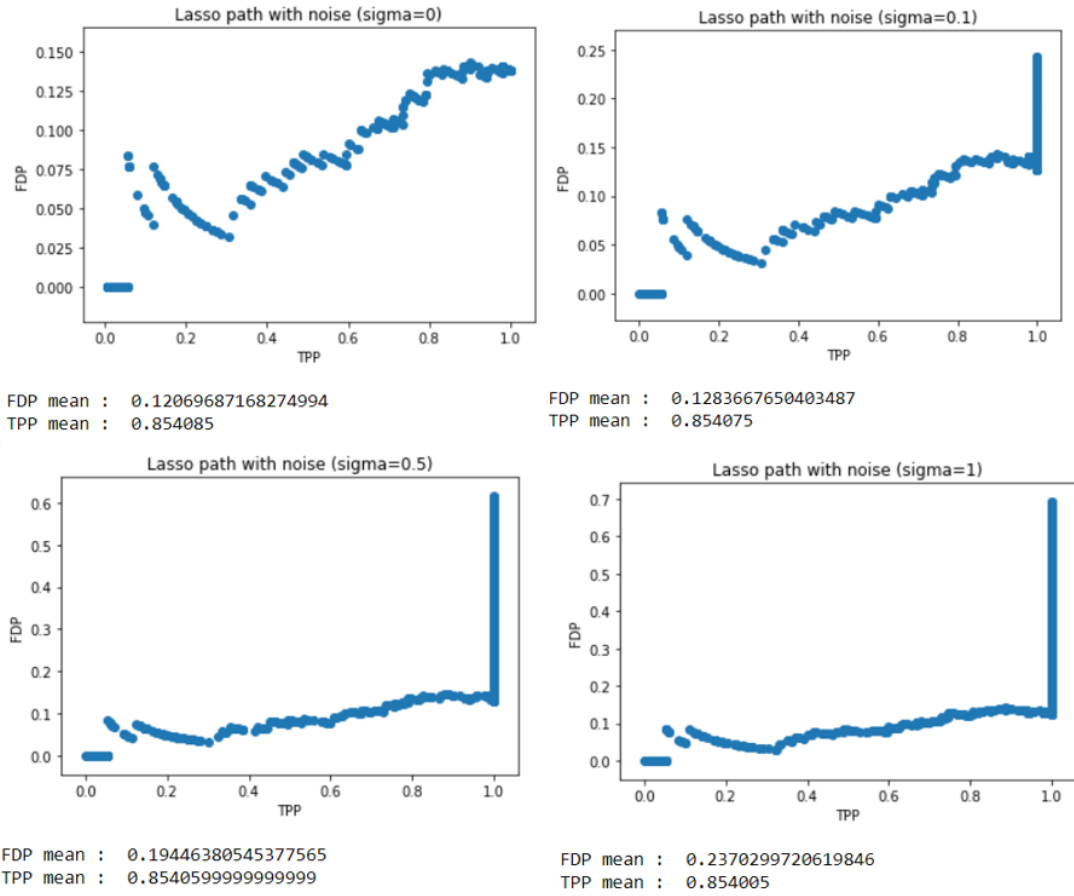 Lasso path with noise (sigma=0)
0.150
0.125
0.100
0.075
0.050
0.025
0.000
FDP
0.0 0.2 0.4 0.6 0.8 1.0
TPP
FDP mean : 0.12069687168274994
TPP mean : 0.854085
Lasso path with noise (sigma=0.1)
0.25
0.20
0.15
0.10
0.05
0.00
FDP
0.0 0.2 0.4 0.6 0.8 1.0
TPP
FDP mean : 0.1283667650403487
TPP mean : 0.854075
Lasso path with noise (sigma=0.5)
0.6
0.5
0.4
0.3
0.2
0.1
0.0
FDP
0.0 0.2 0.4 0.6 0.8 1.0
TPP
FDP mean : 0.19446380545377565
TPP mean : 0.8540599999999999
Lasso path with noise (sigma=1)
0.7
0.6
0.5
0.4
0.3
0.2
0.1
0.0
FDP
0.0 0.2 0.4 0.6 0.8 1.0
TPP
FDP mean : 0.2370299720619846
TPP mean : 0.854005